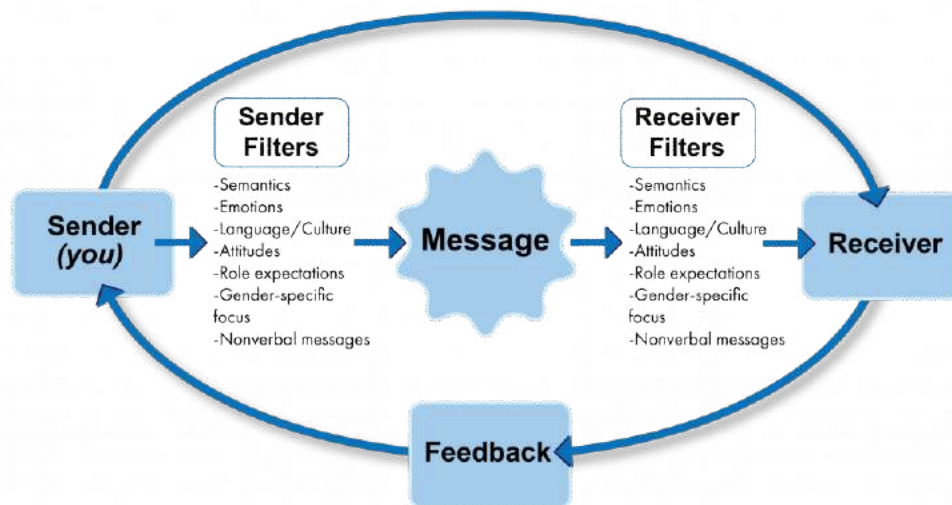 Sender
Filters
-Semantics
-Emotions
-Language/Culture
-Attitudes
-Role expectations
-Gender-specific
focus
-Nonverbal messages
Receiver
Filters
-Semantics
-Emotions
-Language/Culture
-Attitudes
-Role expectations
-Gender-specific
focus
-Nonverbal messages
Sender
(you)
Message
Receiver
Feedback